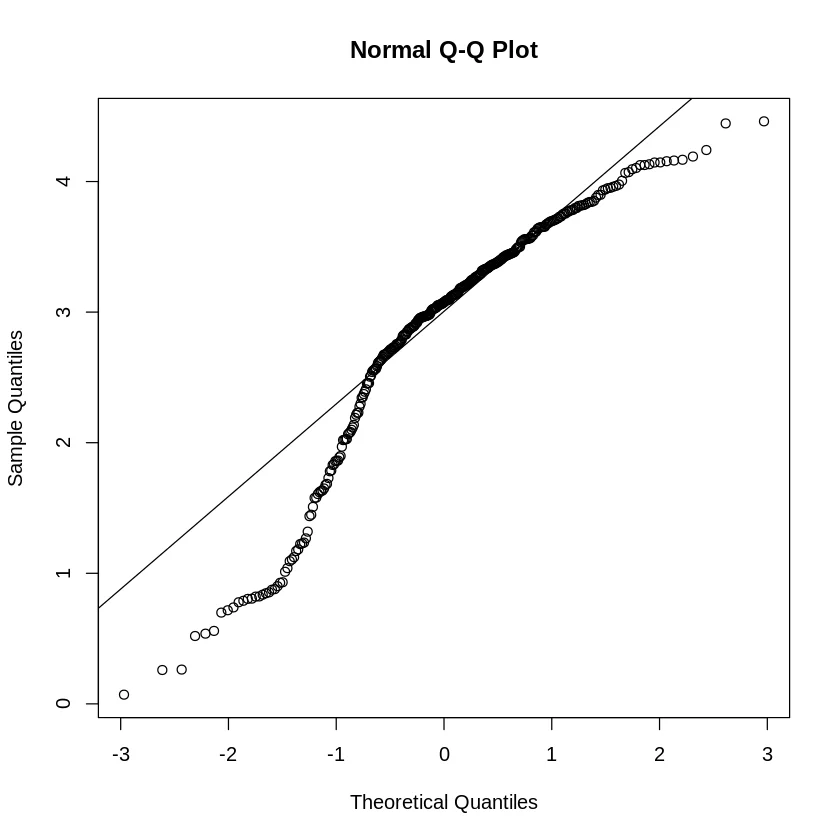 Normal Q-Q Plot
Sample Quantiles
4
3
2
1
0
-3 -2 -1 0 1 2 3
Theoretical Quantiles